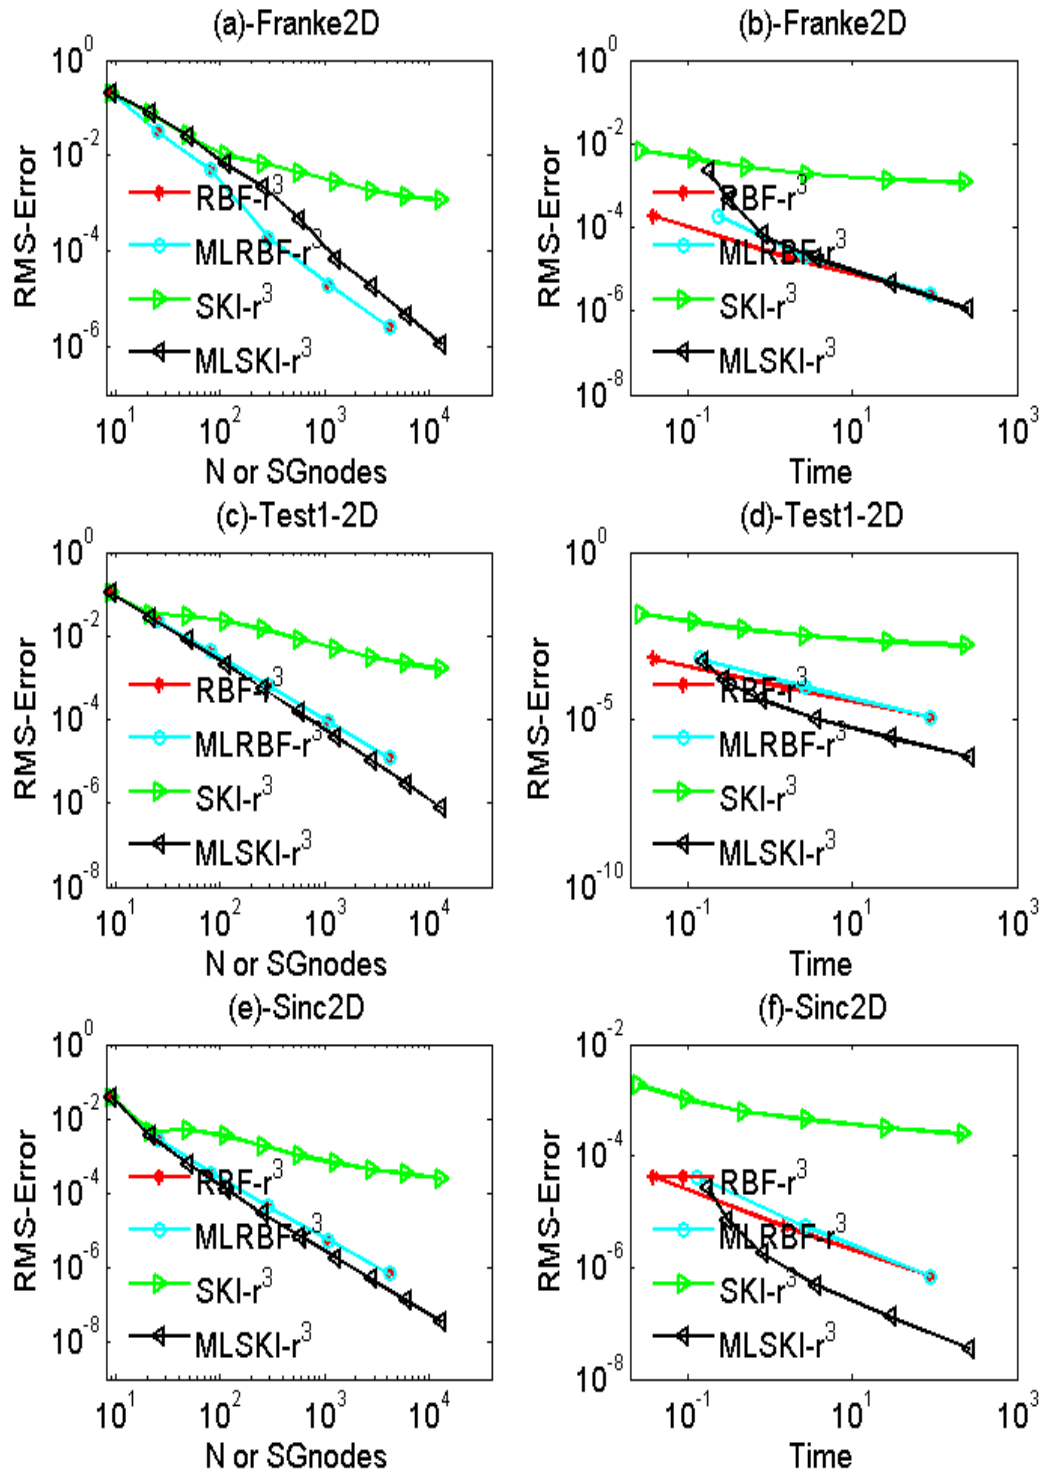 (a)-Franke2D
RMS-Error
10^0
10^-2
10^-4
10^-6
RBF-r^3
MLRBF-r^3
SKI-r^3
MLSKI-r^3
10^1 10^2 10^3 10^4
N or SGnodes
(b)-Franke2D
RMS-Error
10^0
10^-2
10^-4
10^-6
10^-8
RBF-r^3
MLRBF-r^3
SKI-r^3
MLSKI-r^3
10^-1 10^1 10^3
Time
(c)-Test1-2D
RMS-Error
10^0
10^-2
10^-4
10^-6
10^-8
RBF-r^3
MLRBF-r^3
SKI-r^3
MLSKI-r^3
10^1 10^2 10^3 10^4
N or SGnodes
(d)-Test1-2D
RMS-Error
10^0
10^-5
10^-10
RBF-r^3
MLRBF-r^3
SKI-r^3
MLSKI-r^3
10^-1 10^1 10^3
Time
(e)-Sinc2D
RMS-Error
10^0
10^-2
10^-4
10^-6
10^-8
RBF-r^3
MLRBF-r^3
SKI-r^3
MLSKI-r^3
10^1 10^2 10^3 10^4
N or SGnodes
(f)-Sinc2D
RMS-Error
10^-2
10^-4
10^-6
10^-8
RBF-r^3
MLRBF-r^3
SKI-r^3
MLSKI-r^3
10^-1 10^1 10^3
Time